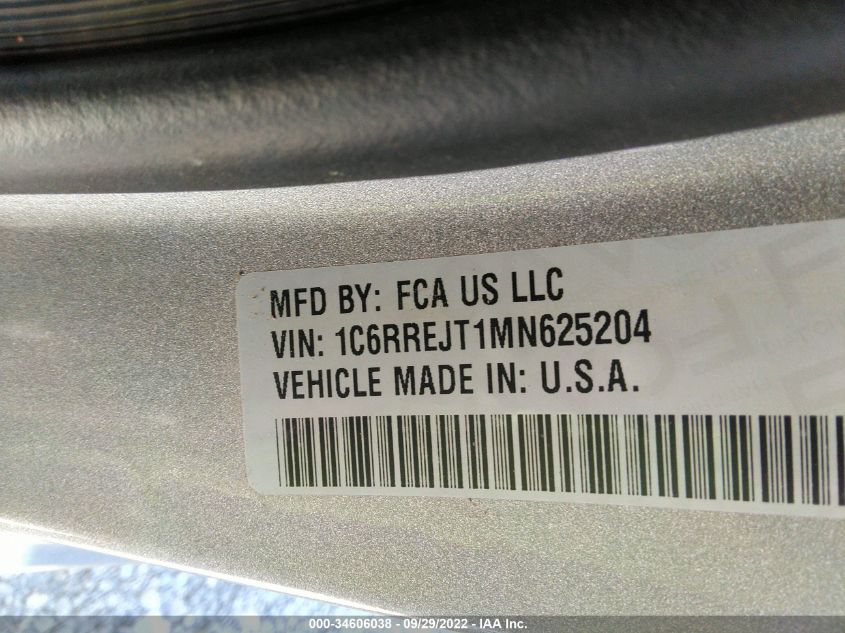 MFD BY: FCA US LLC
VIN: 1C6RREJT1MN625204
VEHICLE MADE IN: U.S.A.
000-34606038 - 09/29/2022 - IAA Inc.